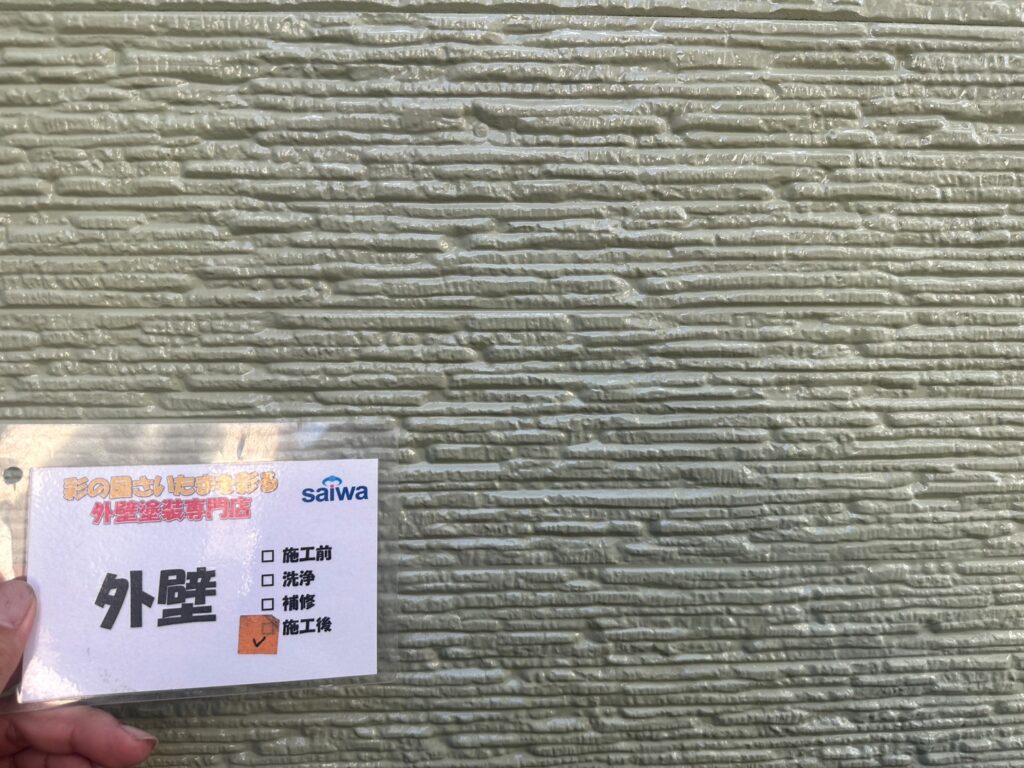 彩の国さいたまを彩る
外壁塗装専門店
saiwa
外壁
□ 施工前
□ 洗浄
□ 補修
□ 施工後